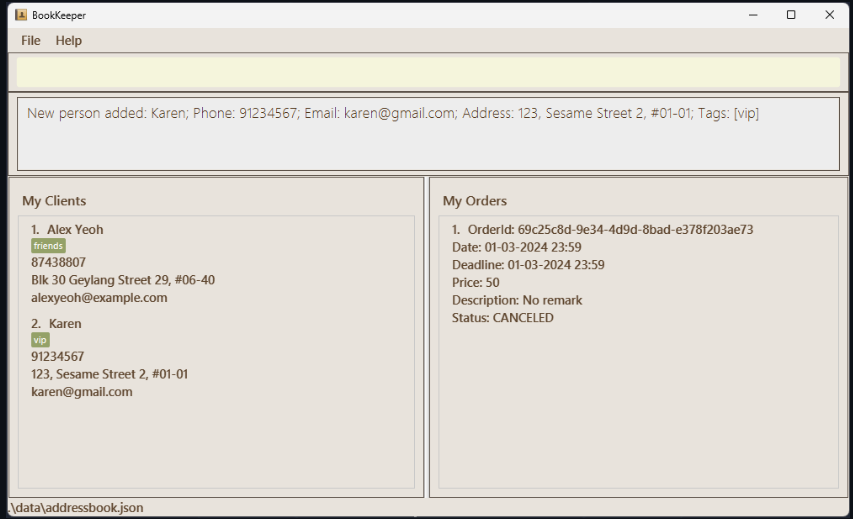 BookKeeper
File Help
New person added: Karen; Phone: 91234567; Email: karen@gmail.com; Address: 123, Sesame Street 2, #01-01; Tags: [vip]
My Clients
1. Alex Yeoh
friends
87438807
Blk 30 Geylang Street 29, #06-40
alexyeoh@example.com
2. Karen
vip
91234567
123, Sesame Street 2, #01-01
karen@gmail.com
My Orders
1. OrderId: 69c25c8d-9e34-4d9d-8bad-e378f203ae73
Date: 01-03-2024 23:59
Deadline: 01-03-2024 23:59
Price: 50
Description: No remark
Status: CANCELED
.\data\addressbook.json